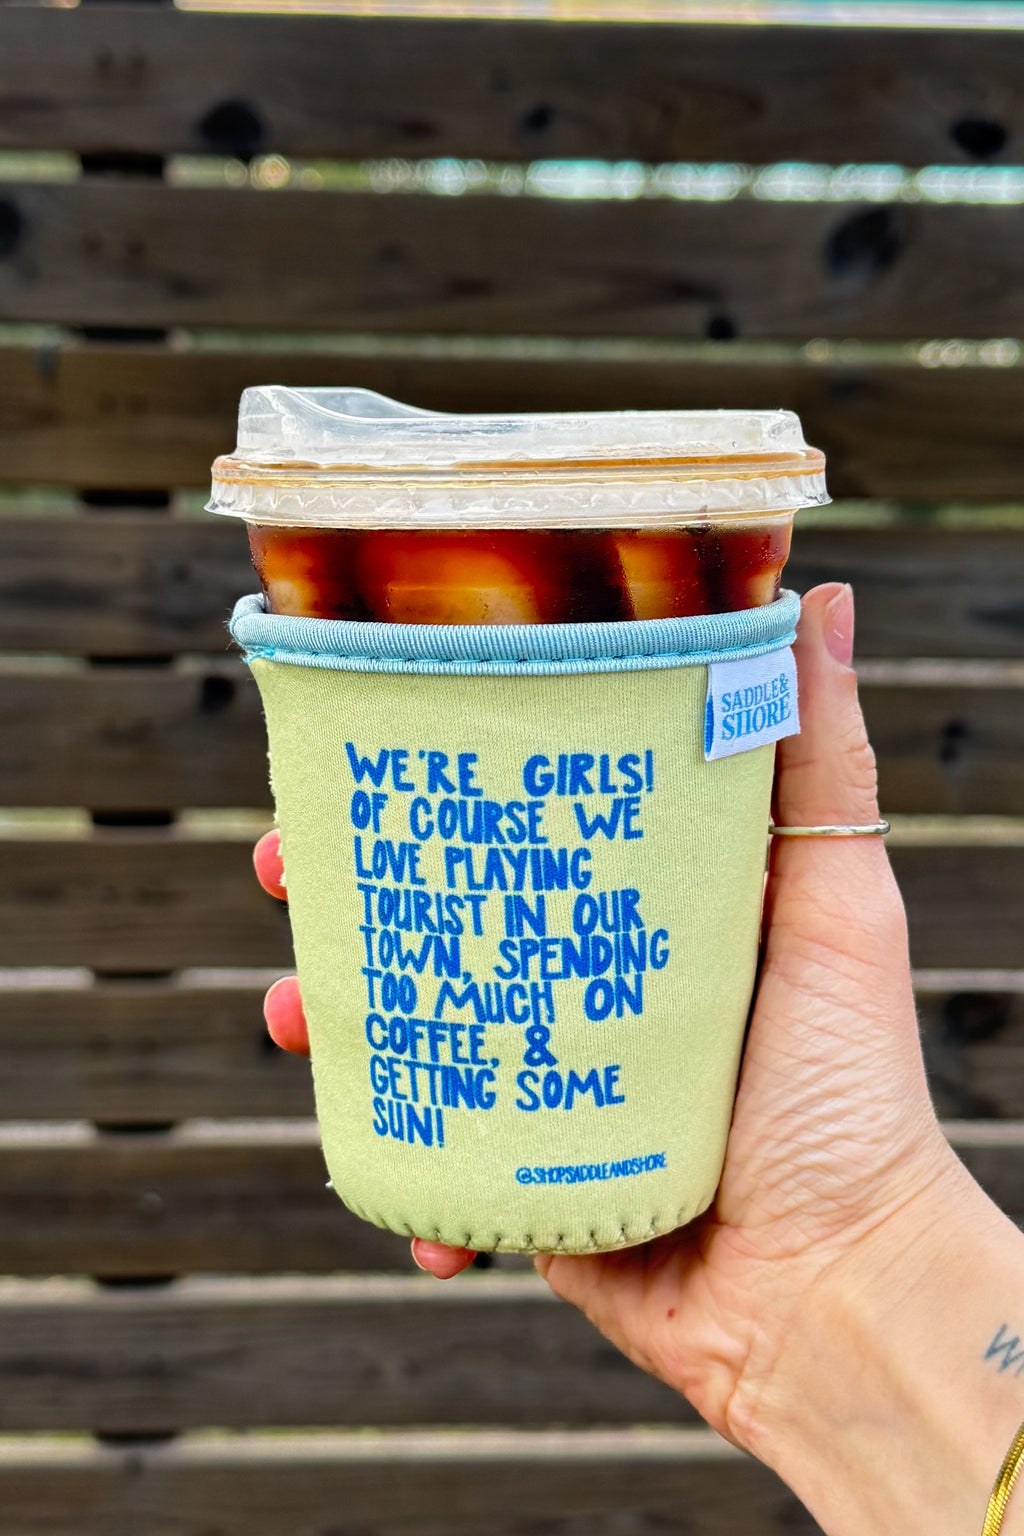 SADDLE&
SHORE
WE'RE GIRLS!
OF COURSE WE
LOVE PLAYING
TOURIST IN OUR
TOWN, SPENDING
TOO MUCH ON
COFFEE, &
GETTING SOME
SUN!
@SHOPSADDLEANDSHORE